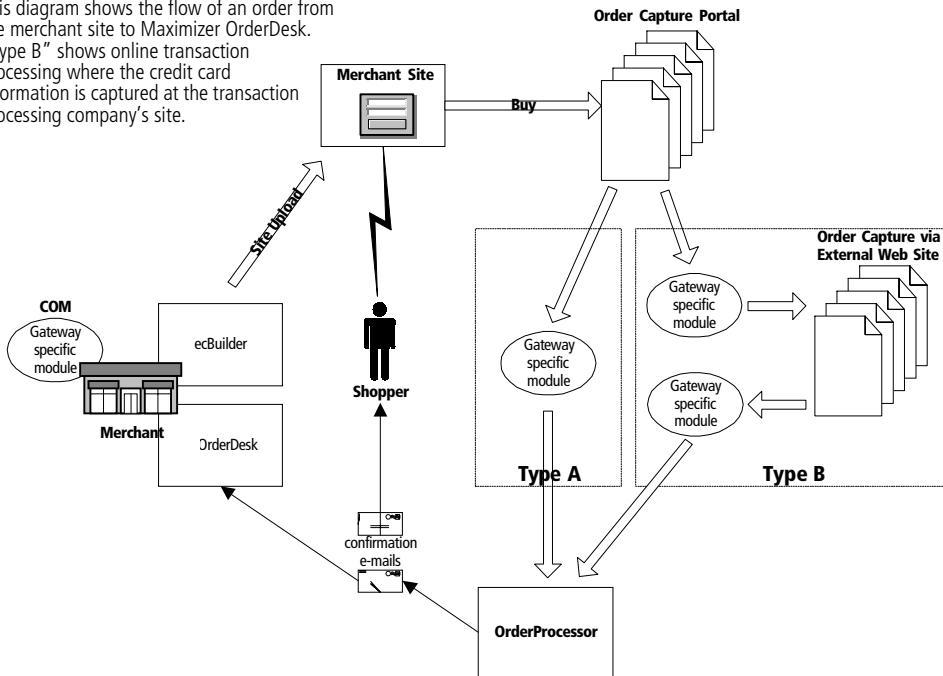 is diagram shows the flow of an order from
e merchant site to Maximizer OrderDesk.
ype B” shows online transaction
ocessing where the credit card
ormation is captured at the transaction
ocessing company's site.
Order Capture Portal
Merchant Site
Buy
Site Upload
Order Capture via
External Web Site
Gateway
specific
module
COM
Gateway
specific
module
ecBuilder
Gateway
specific
module
Shopper
Gateway
specific
module
Merchant
OrderDesk
Type A
Type B
confirmation
e-mails
OrderProcessor